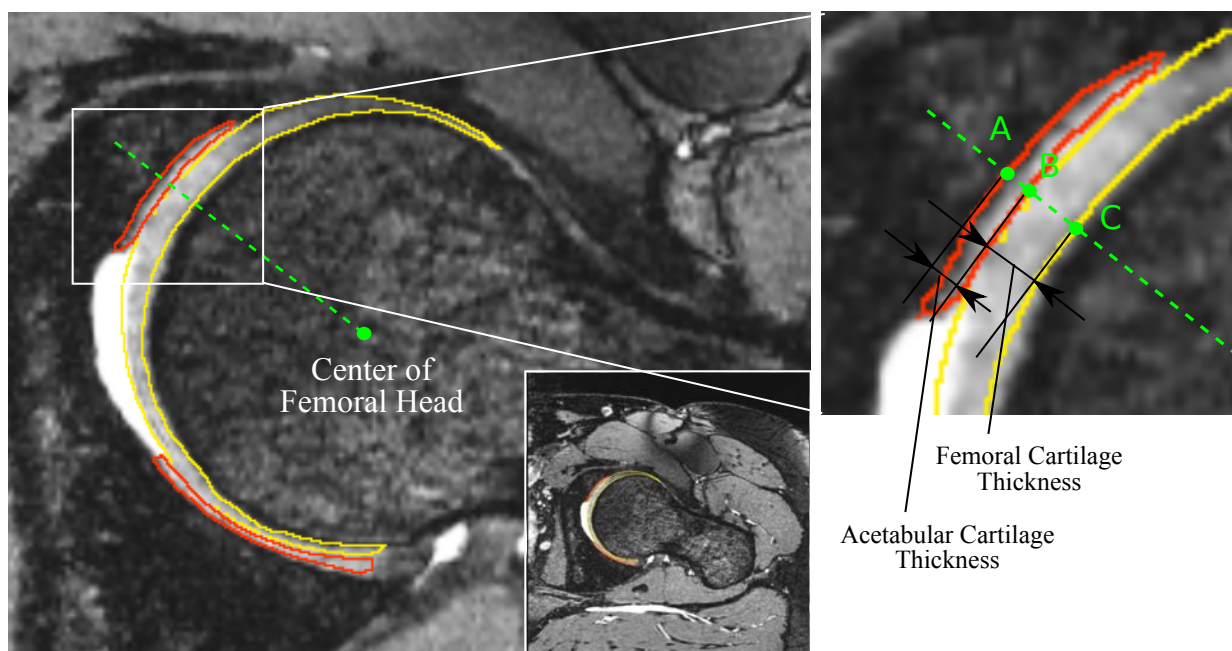 Center of
Femoral Head
A
B
C
Femoral Cartilage
Thickness
Acetabular Cartilage
Thickness